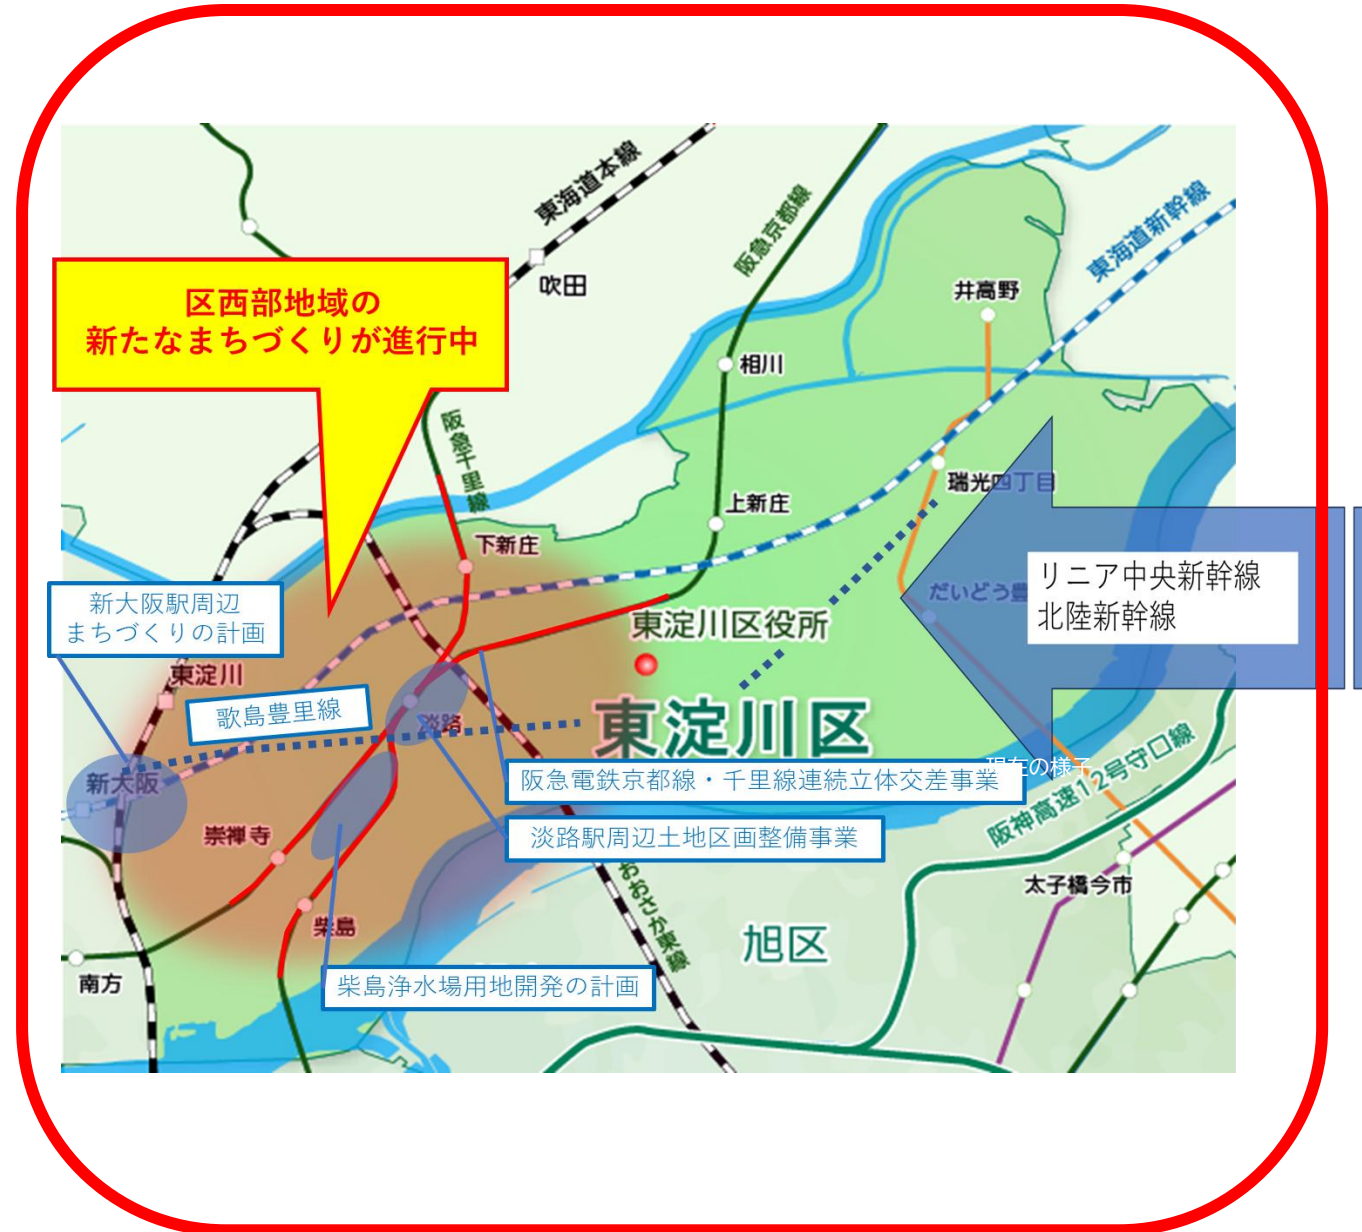 東海道本線
阪急京都線
東海道新幹線
吹田
井高野
区西部地域の
新たなまちづくりが進行中
相川
阪急千里線
瑞光四丁目
上新庄
下新庄
リニア中央新幹線
北陸新幹線
だいどう豊
新大阪駅周辺
まちづくりの計画
東淀川区役所
東淀川
歌島豊里線
淡路
東淀川区
新大阪
現在の様子
阪急電鉄京都線・千里線連続立体交差事業
阪神高速12号守口線
淡路駅周辺土地区画整備事業
崇禅寺
おおさか東線
太子橋今市
柴島
旭区
南方
柴島浄水場用地開発の計画